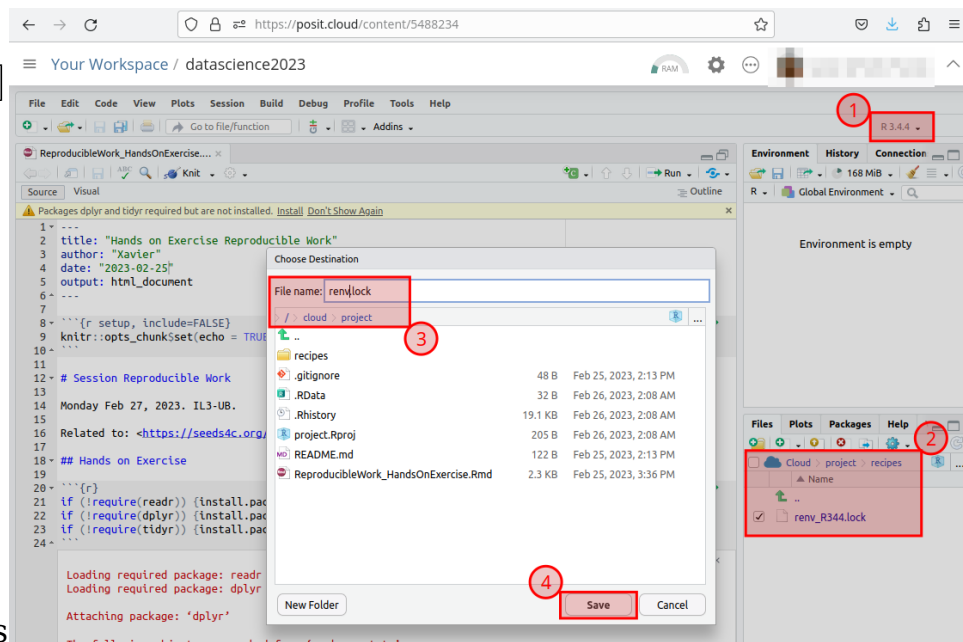 https://posit.cloud/content/5488234
Your Workspace / datascience2023
RAM
File Edit Code View Plots Session Build Debug Profile Tools Help
1
Go to file/function
Addins
R 3.4.4
ReproducibleWork_HandsOnExercise....
Environment History Connection
ABC
Knit
Run
168 MiB
Source Visual
Outline
R
Global Environment
Packages dplyr and tidyr required but are not installed. Install Don't Show Again
Environment is empty
1 ---
2 title: "Hands on Exercise Reproducible Work"
3 author: "Xavier"
4 date: "2023-02-25"
5 output: html_document
6 ---
7
8 ```{r setup, include=FALSE}
9 knitr::opts_chunk$set(echo = TRUE
10 ```
11
12 # Session Reproducible Work
13
14 Monday Feb 27, 2023. IL3-UB.
15
16 Related to: <https://seeds4c.org/
17
18 ## Hands on Exercise
19
20 ```{r}
21 if (!require(readr)) {install.pac
22 if (!require(dplyr)) {install.pac
23 if (!require(tidyr)) {install.pac
24 ```
Loading required package: readr
Loading required package: dplyr
Attaching package: ‘dplyr’
Choose Destination
File name: renv.lock
/ > cloud > project
...
3
..
recipes
.gitignore 48 B Feb 25, 2023, 2:13 PM
.RData 32 B Feb 26, 2023, 2:08 AM
.Rhistory 19.1 KB Feb 26, 2023, 2:08 AM
project.Rproj 205 B Feb 26, 2023, 2:08 AM
README.md 122 B Feb 25, 2023, 2:13 PM
ReproducibleWork_HandsOnExercise.Rmd 2.3 KB Feb 25, 2023, 3:36 PM
4
New Folder
Save
Cancel
Files Plots Packages Help
2
Cloud > project > recipes
...
Name
..
renv_R344.lock
s